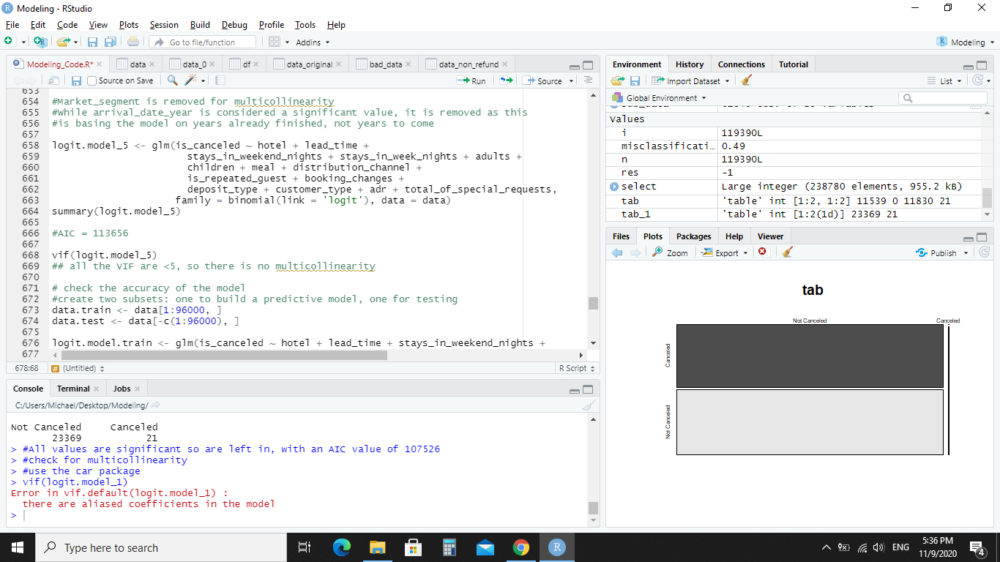 Modeling - RStudio
File Edit Code View Plots Session Build Debug Profile Tools Help
Go to file/function Addins Modeling
Modeling_Code.R* data data_0 df data_original bad_data data_non_refund
Source on Save Run Source
653
654 #Market_segment is removed for multicollinearity
655 #While arrival_date_year is considered a significant value, it is removed as this
656 #is basing the model on years already finished, not years to come
657
658 logit.model_5 <- glm(is_canceled ~ hotel + lead_time +
659 stays_in_weekend_nights + stays_in_week_nights + adults +
660 children + meal + distribution_channel +
661 is_repeated_guest + booking_changes +
662 deposit_type + customer_type + adr + total_of_special_requests,
663 family = binomial(link = 'logit'), data = data)
664 summary(logit.model_5)
665
666 #AIC = 113656
667
668 vif(logit.model_5)
669 ## all the VIF are <5, so there is no multicollinearity
670
671 # check the accuracy of the model
672 #create two subsets: one to build a predictive model, one for testing
673 data.train <- data[1:96000, ]
674 data.test <- data[-c(1:96000), ]
675
676 logit.model.train <- glm(is_canceled ~ hotel + lead_time + stays_in_weekend_nights +
677
678:68 (Untitled) R Script
Console Terminal Jobs
C:/Users/Michael/Desktop/Modeling/
Not Canceled Canceled
23369 21
> #All values are significant so are left in, with an AIC value of 107526
> #check for multicollinearity
> #use the car package
> vif(logit.model_1)
Error in vif.default(logit.model_1) :
there are aliased coefficients in the model
>
Environment History Connections Tutorial
Import Dataset List
Global Environment
Values
i 119390L
misclassificati… 0.49
n 119390L
res -1
select Large integer (238780 elements, 955.2 kB)
tab 'table' int [1:2, 1:2] 11539 0 11830 21
tab_1 'table' int [1:2(1d)] 23369 21
Files Plots Packages Help Viewer
Zoom Export Publish
tab
Not Canceled Canceled
Canceled
Not Canceled
Type here to search
ENG
5:36 PM
11/9/2020
4